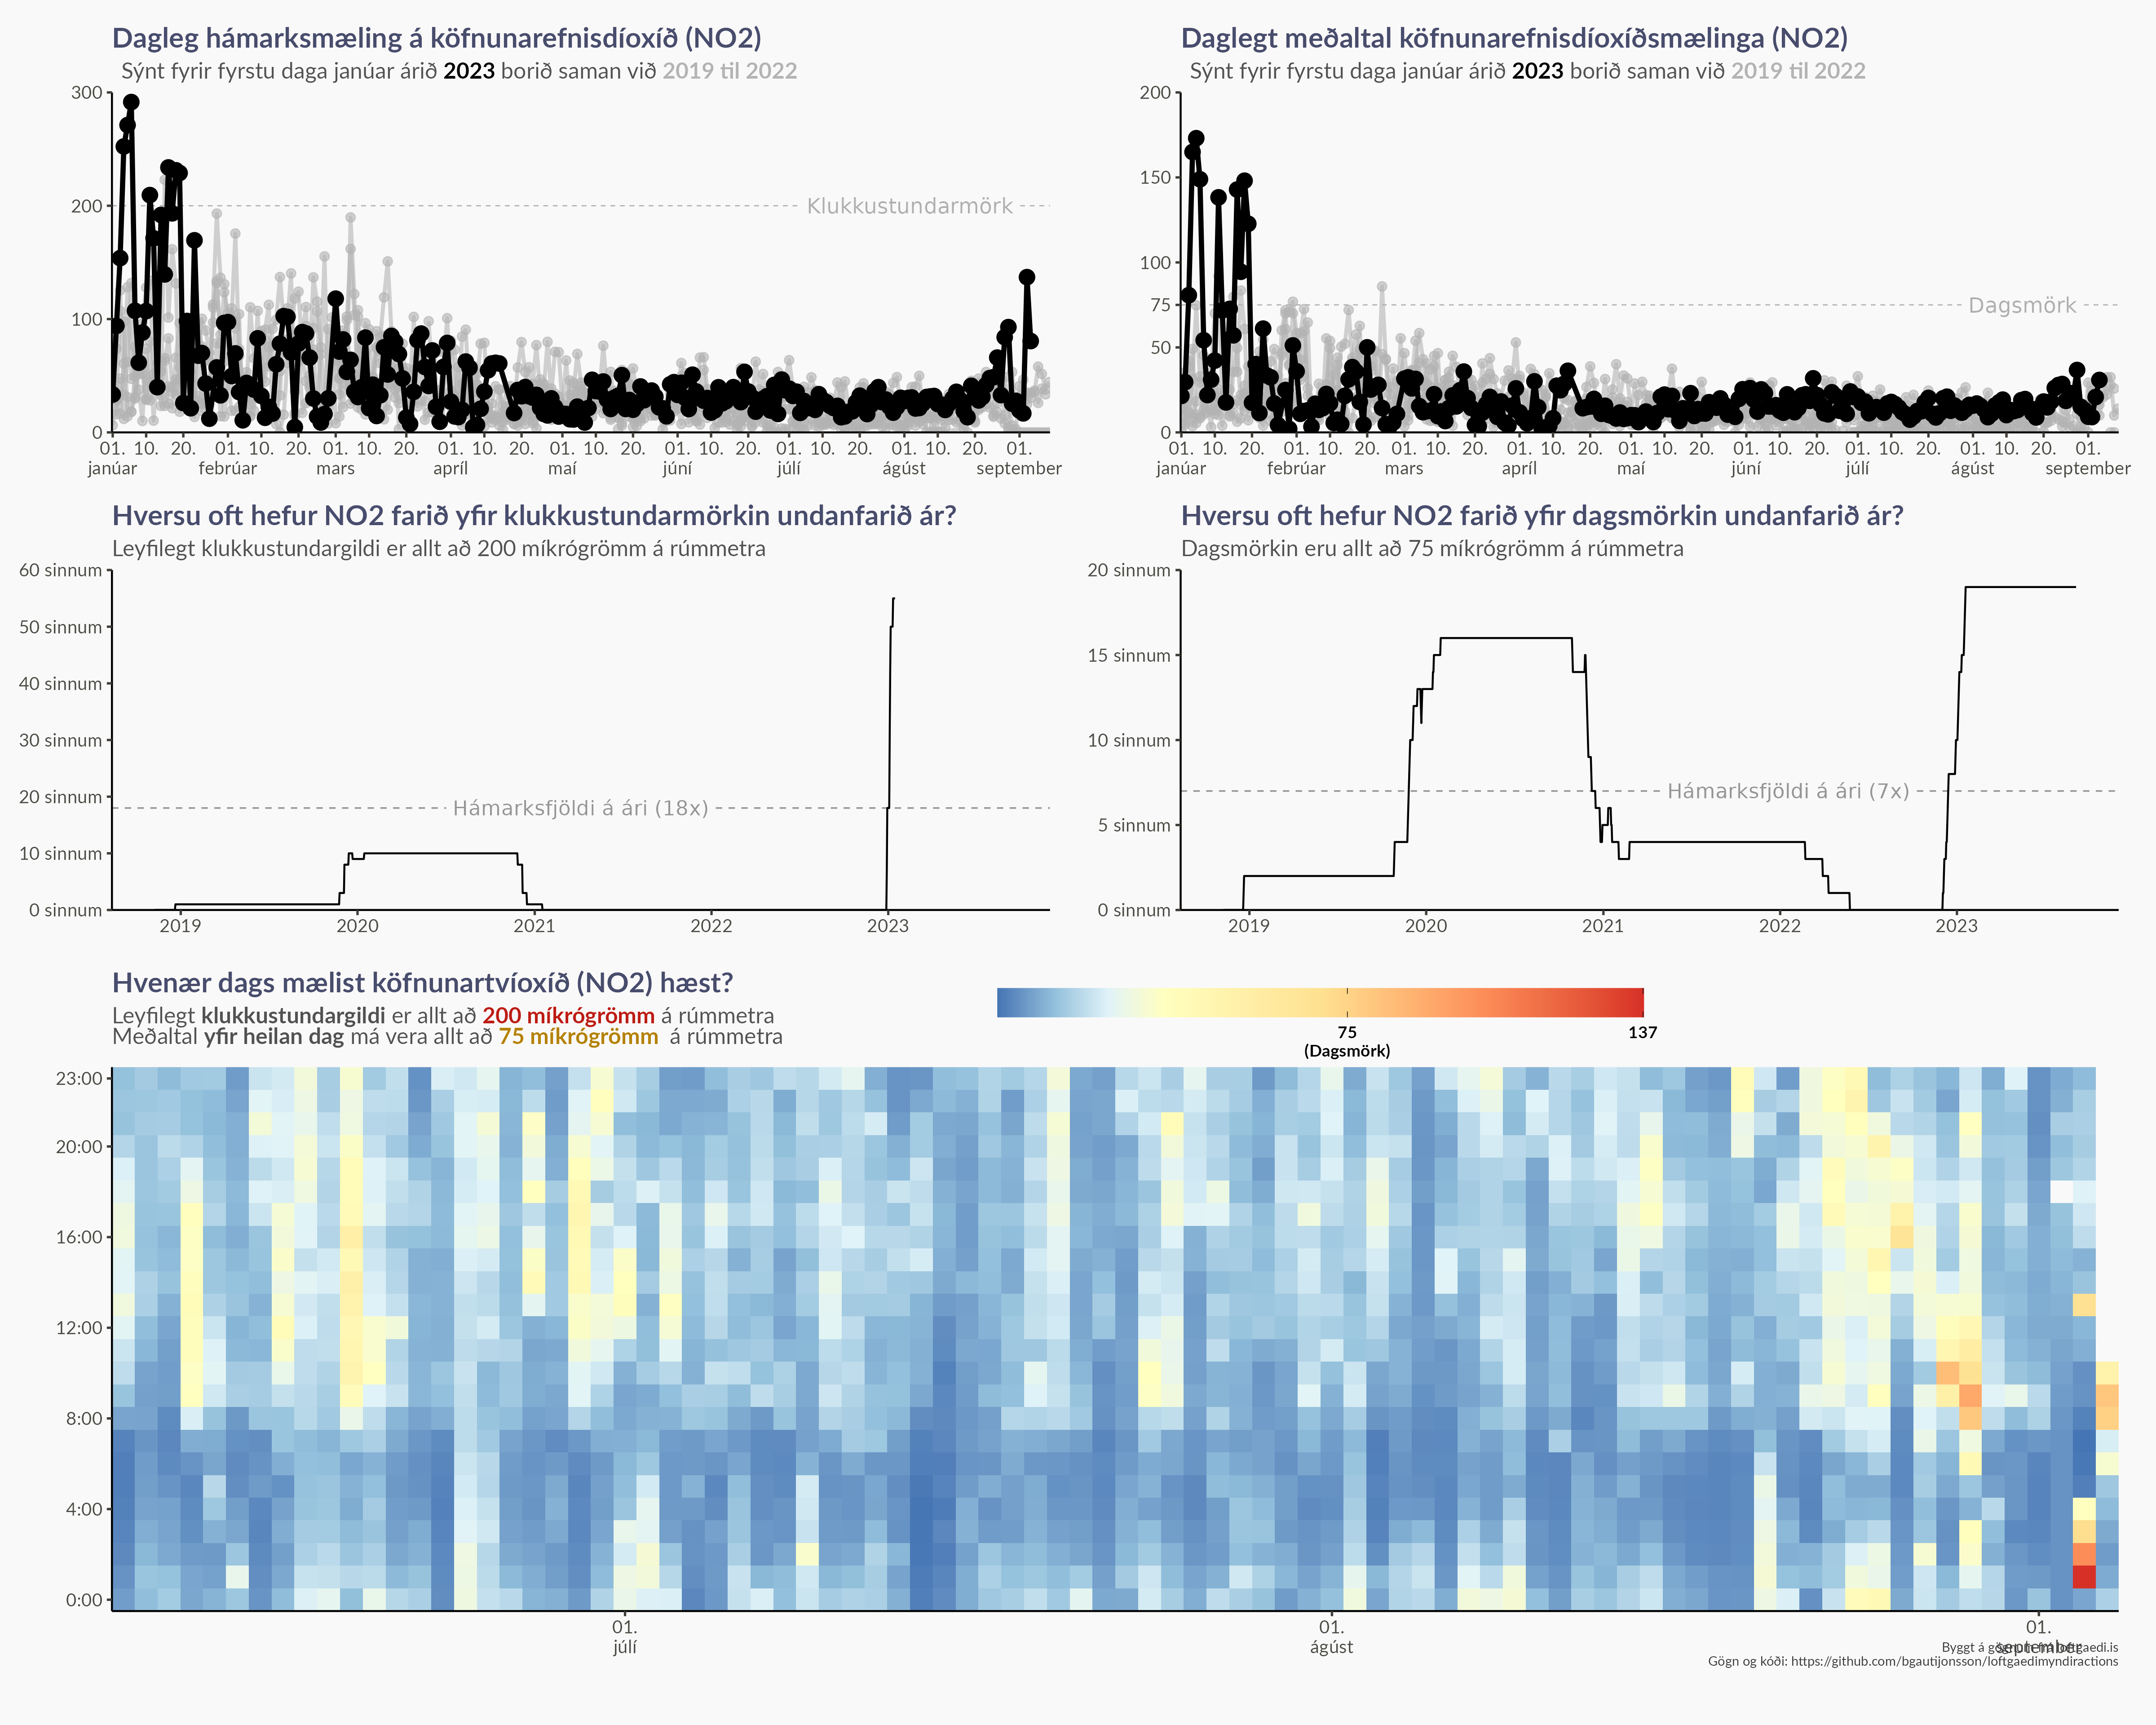 Dagleg hámarksmæling á köfnunarefnisdíoxíð (NO2)
Sýnt fyrir fyrstu daga janúar árið 2023 borið saman við 2019 til 2022
300
200
100
0
Klukkustundarmörk
01. 10. 20. 01. 10. 20. 01. 10. 20. 01. 10. 20. 01. 10. 20. 01. 10. 20. 01. 10. 20. 01. 10. 20. 01.
janúar febrúar mars apríl maí júní júlí ágúst september
Daglegt meðaltal köfnunarefnisdíoxíðsmælinga (NO2)
Sýnt fyrir fyrstu daga janúar árið 2023 borið saman við 2019 til 2022
200
150
100
75
50
0
Dagsmörk
01. 10. 20. 01. 10. 20. 01. 10. 20. 01. 10. 20. 01. 10. 20. 01. 10. 20. 01. 10. 20. 01. 10. 20. 01.
janúar febrúar mars apríl maí júní júlí ágúst september
Hversu oft hefur NO2 farið yfir klukkustundarmörkin undanfarið ár?
Leyfilegt klukkustundargildi er allt að 200 míkrógrömm á rúmmetra
60 sinnum
50 sinnum
40 sinnum
30 sinnum
20 sinnum
10 sinnum
0 sinnum
Hámarksfjöldi á ári (18x)
2019 2020 2021 2022 2023
Hversu oft hefur NO2 farið yfir dagsmörkin undanfarið ár?
Dagsmörkin eru allt að 75 míkrógrömm á rúmmetra
20 sinnum
15 sinnum
10 sinnum
5 sinnum
0 sinnum
Hámarksfjöldi á ári (7x)
2019 2020 2021 2022 2023
Hvenær dags mælist köfnunartvíoxíð (NO2) hæst?
Leyfilegt klukkustundargildi er allt að 200 míkrógrömm á rúmmetra
Meðaltal yfir heilan dag má vera allt að 75 míkrógrömm á rúmmetra
75 137
(Dagsmörk)
23:00
20:00
16:00
12:00
8:00
4:00
0:00
01. 01. 01.
júlí ágúst september
Byggt á gögnum frá loftgaedi.is
Gögn og kóði: https://github.com/bgautijonsson/loftgaedimyndiractions